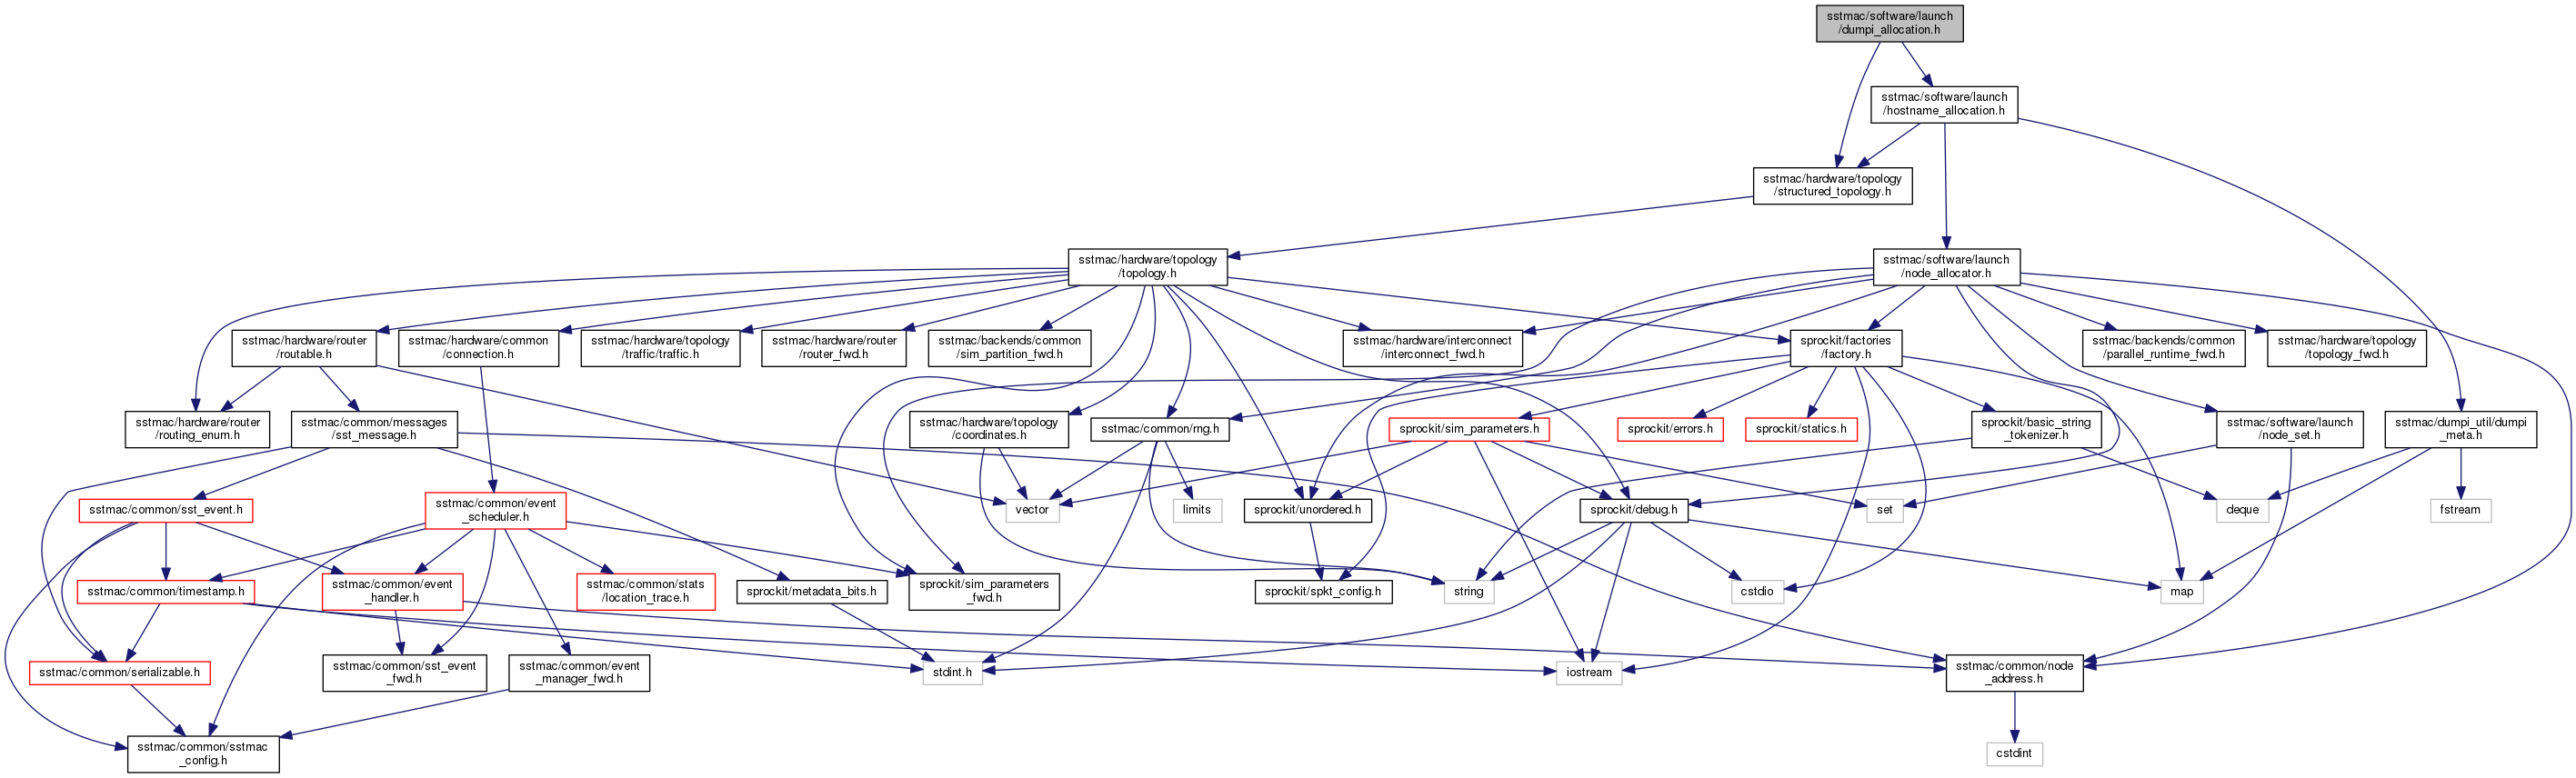 sstmac/software/launch
/dumpi_allocation.h
sstmac/software/launch
/hostname_allocation.h
sstmac/hardware/topology
/structured_topology.h
sstmac/hardware/topology
/topology.h
sstmac/software/launch
/node_allocator.h
sstmac/hardware/router
/routable.h
sstmac/hardware/common
/connection.h
sstmac/hardware/topology
/traffic/traffic.h
sstmac/hardware/router
/router_fwd.h
sstmac/backends/common
/sim_partition_fwd.h
sstmac/hardware/interconnect
/interconnect_fwd.h
sprockit/factories
/factory.h
sstmac/backends/common
/parallel_runtime_fwd.h
sstmac/hardware/topology
/topology_fwd.h
sstmac/hardware/router
/routing_enum.h
sstmac/common/messages
/sst_message.h
sstmac/hardware/topology
/coordinates.h
sstmac/common/rng.h
sprockit/sim_parameters.h
sprockit/errors.h
sprockit/statics.h
sprockit/basic_string
_tokenizer.h
sstmac/software/launch
/node_set.h
sstmac/dumpi_util/dumpi
_meta.h
sstmac/common/sst_event.h
sstmac/common/event
_scheduler.h
vector
limits
sprockit/unordered.h
sprockit/debug.h
set
deque
fstream
sstmac/common/timestamp.h
sstmac/common/event
_handler.h
sstmac/common/stats
/location_trace.h
sprockit/metadata_bits.h
sprockit/sim_parameters
_fwd.h
sprockit/spkt_config.h
string
cstdio
map
sstmac/common/serializable.h
sstmac/common/sst_event
_fwd.h
sstmac/common/event
_manager_fwd.h
stdint.h
iostream
sstmac/common/node
_address.h
sstmac/common/sstmac
_config.h
cstdint